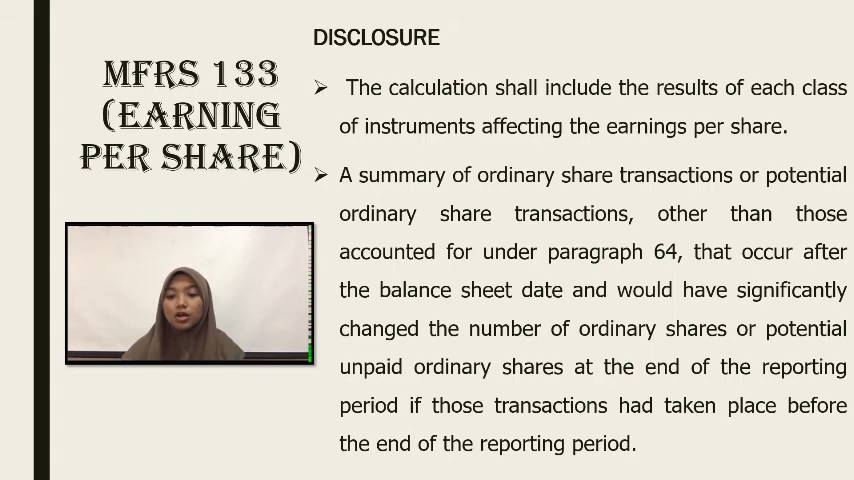 MFRS 133
(EARNING
PER SHARE)
DISCLOSURE
➢ The calculation shall include the results of each class
of instruments affecting the earnings per share.
➢ A summary of ordinary share transactions or potential
ordinary share transactions, other than those
accounted for under paragraph 64, that occur after
the balance sheet date and would have significantly
changed the number of ordinary shares or potential
unpaid ordinary shares at the end of the reporting
period if those transactions had taken place before
the end of the reporting period.